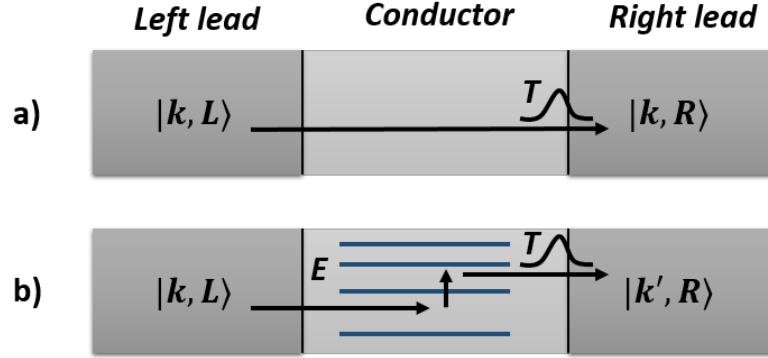 Left lead Conductor Right lead
a) |k, L⟩ T |k, R⟩
b) |k, L⟩ E T |k′, R⟩